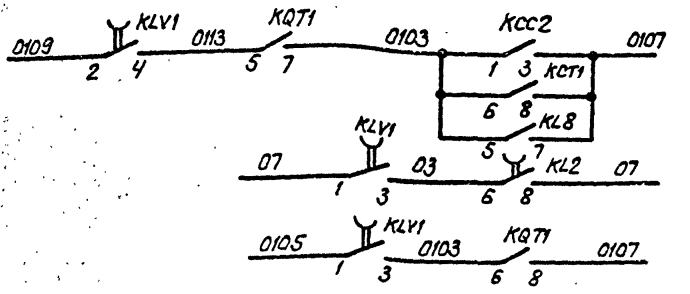 0109 KLV1 0113 KQT1 0103 KCC2 0107
2 4 5 7 1 3
KCT1
6 8
KL8
5 7
07 KLV1 03 KL2 07
1 3 6 8
0105 KLV1 0103 KQT1 0107
1 3 6 8